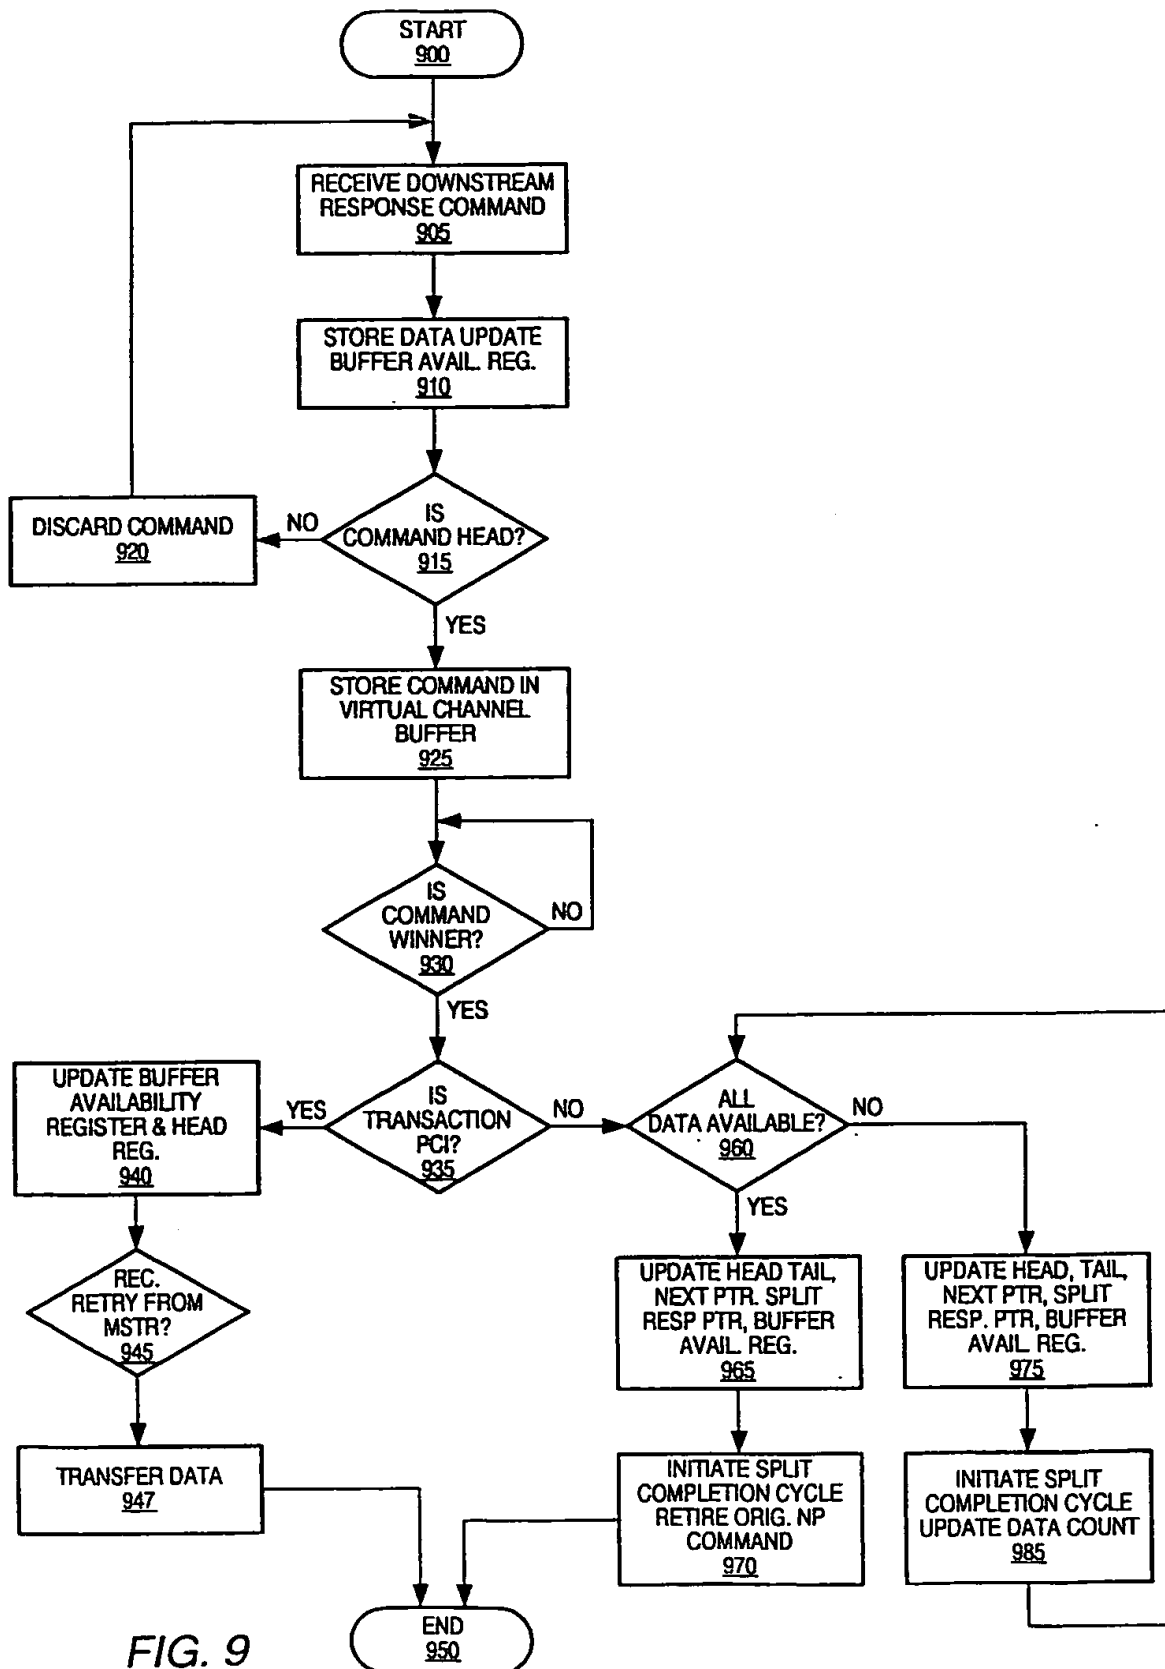 START
900
RECEIVE DOWNSTREAM
RESPONSE COMMAND
905
STORE DATA UPDATE
BUFFER AVAIL. REG.
910
IS
COMMAND HEAD?
915
NO
DISCARD COMMAND
920
YES
STORE COMMAND IN
VIRTUAL CHANNEL
BUFFER
925
IS
COMMAND
WINNER?
930
NO
YES
IS
TRANSACTION
PCI?
935
YES
NO
UPDATE BUFFER
AVAILABILITY
REGISTER & HEAD
REG.
940
REC.
RETRY FROM
MSTR?
945
TRANSFER DATA
947
ALL
DATA AVAILABLE?
960
NO
YES
UPDATE HEAD TAIL,
NEXT PTR. SPLIT
RESP PTR, BUFFER
AVAIL. REG.
965
UPDATE HEAD, TAIL,
NEXT PTR, SPLIT
RESP. PTR, BUFFER
AVAIL. REG.
975
INITIATE SPLIT
COMPLETION CYCLE
RETIRE ORIG. NP
COMMAND
970
INITIATE SPLIT
COMPLETION CYCLE
UPDATE DATA COUNT
985
END
950
FIG. 9